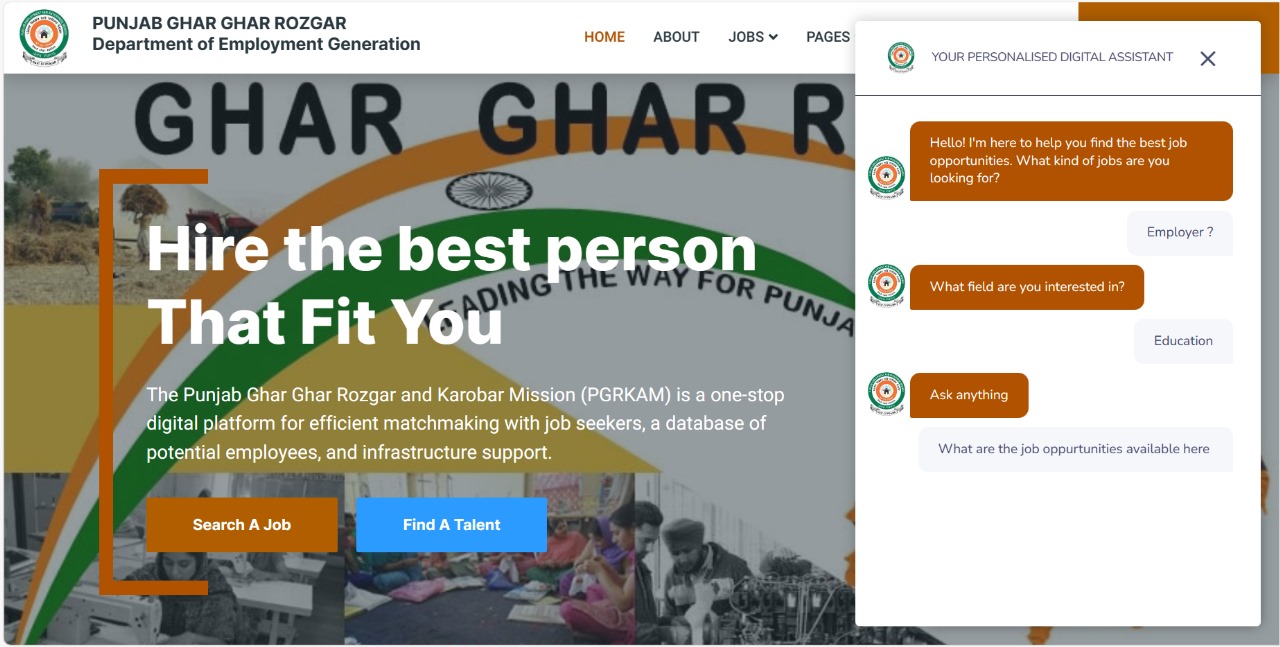 PUNJAB GHAR GHAR ROZGAR
Department of Employment Generation
HOME ABOUT JOBS PAGES
GHAR GHAR R
LEADING THE WAY FOR PUNJA
Hire the best person
That Fit You
The Punjab Ghar Ghar Rozgar and Karobar Mission (PGRKAM) is a one-stop
digital platform for efficient matchmaking with job seekers, a database of
potential employees, and infrastructure support.
Search A Job
Find A Talent
YOUR PERSONALISED DIGITAL ASSISTANT
Hello! I'm here to help you find the best job
opportunities. What kind of jobs are you
looking for?
Employer ?
What field are you interested in?
Education
Ask anything
What are the job oppurtunities available here